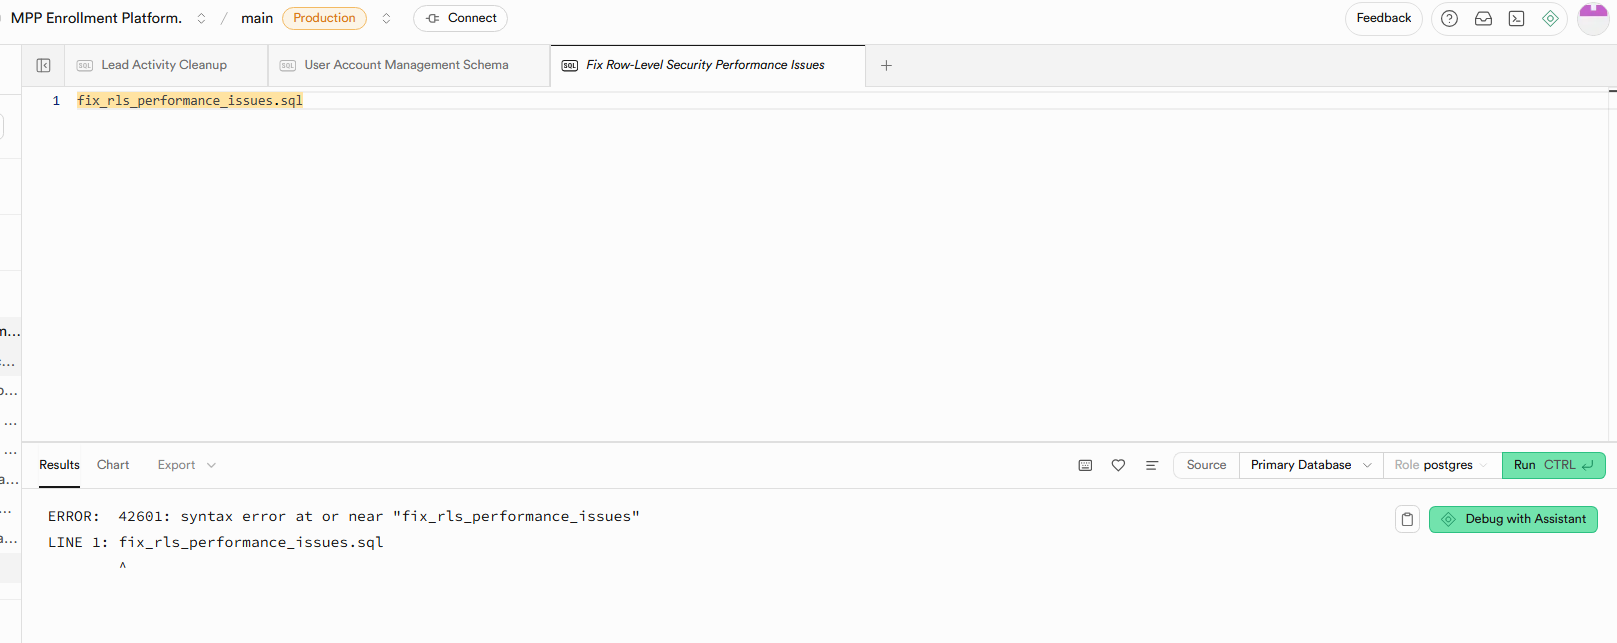 MPP Enrollment Platform. / main Production Connect Feedback
SQL Lead Activity Cleanup SQL User Account Management Schema SQL Fix Row-Level Security Performance Issues +
1 fix_rls_performance_issues.sql
Results Chart Export Source Primary Database Role postgres Run CTRL ↵
ERROR:  42601: syntax error at or near "fix_rls_performance_issues"
Debug with Assistant
LINE 1: fix_rls_performance_issues.sql
^